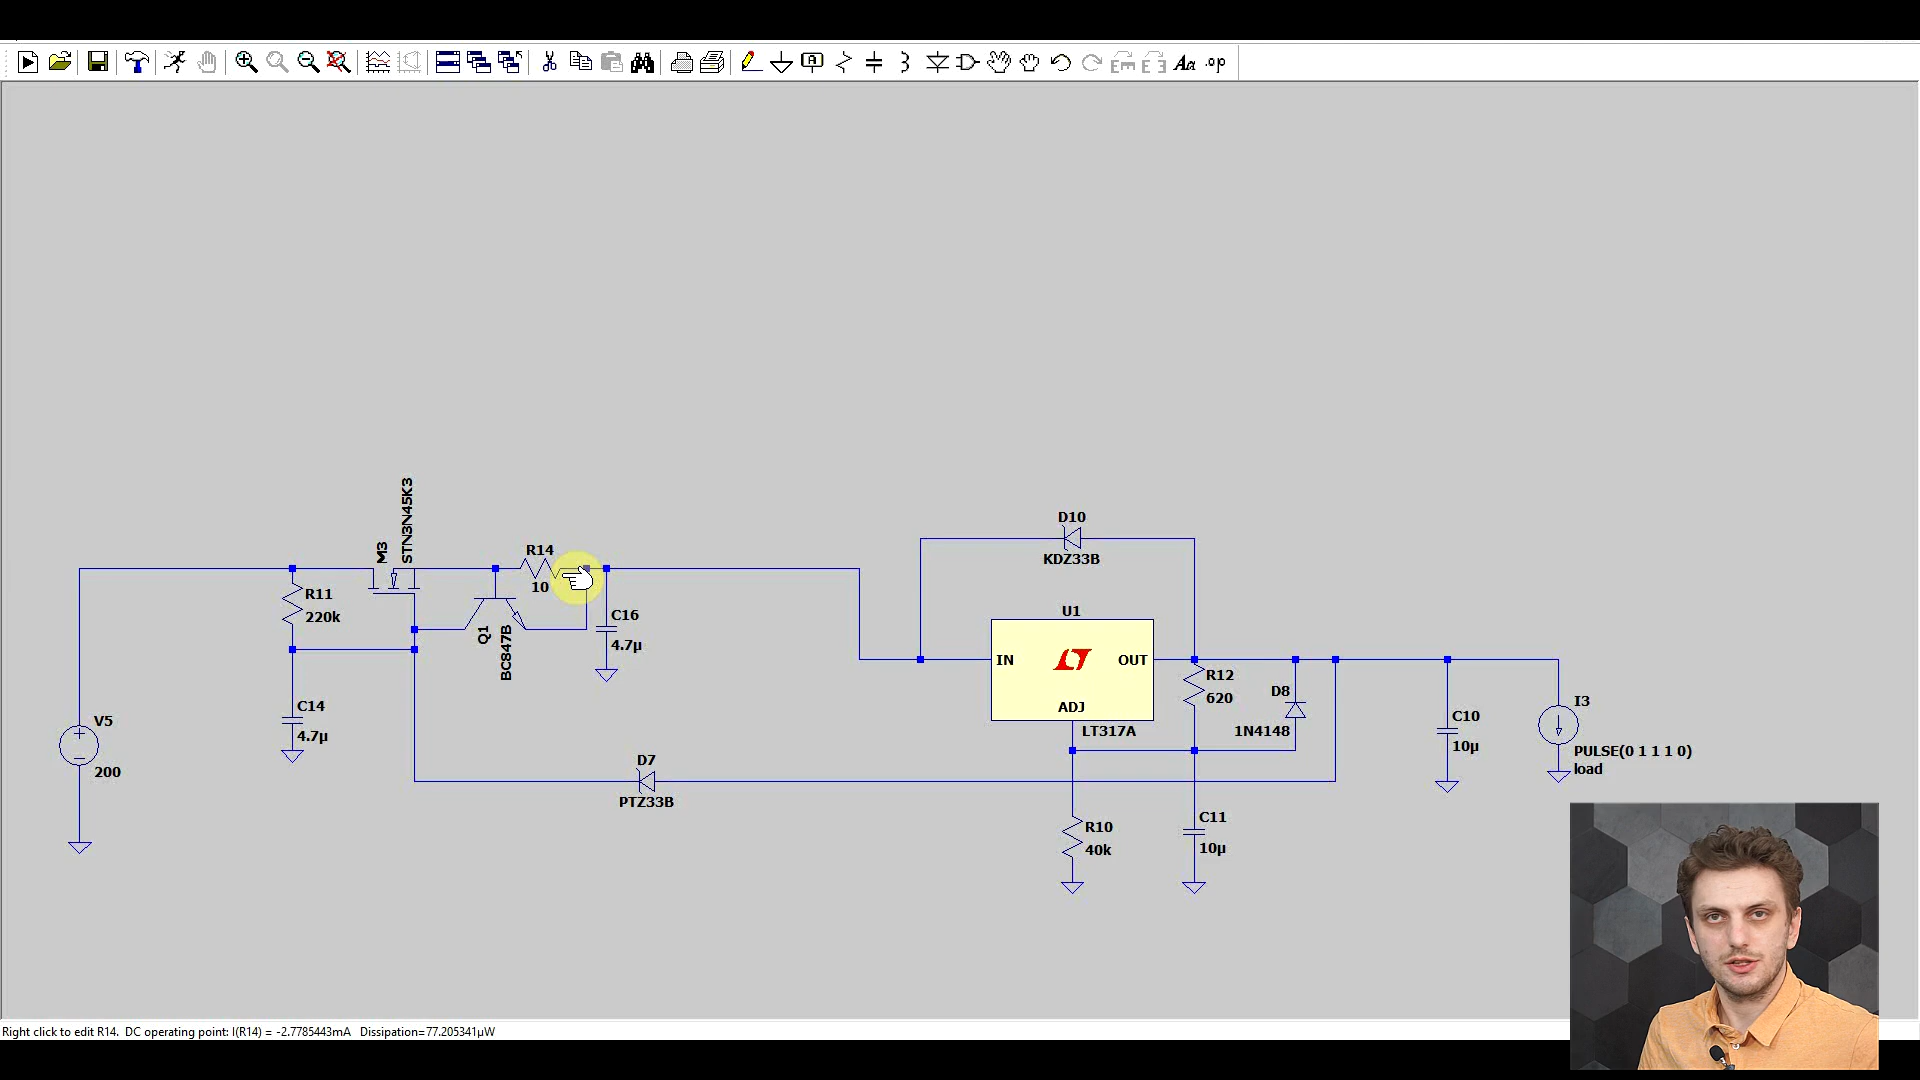 Aa .op
STN3N45K3
M3
R14
10
R11
220k
Q1
BC847B
C16
4.7µ
C14
4.7µ
V5
200
D7
PTZ33B
D10
KDZ33B
U1
IN
OUT
ADJ
LT317A
R12
620
D8
1N4148
R10
40k
C11
10µ
C10
10µ
I3
PULSE(0 1 1 1 0)
load
Right click to edit R14. DC operating point: I(R14) = -2.7785443mA Dissipation=77.205341µW